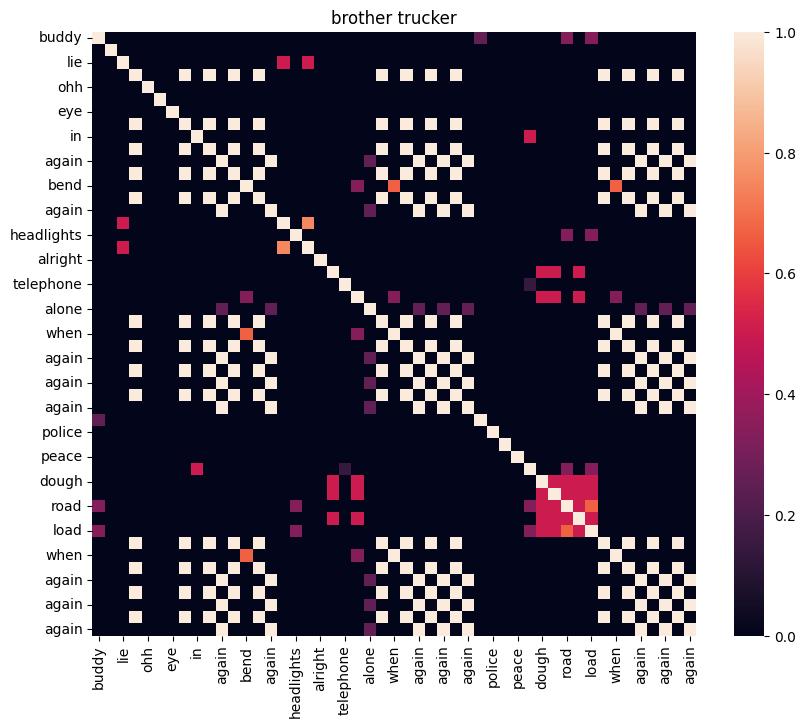 brother trucker
buddy
lie
ohh
eye
in
again
bend
again
headlights
alright
telephone
alone
when
again
again
again
police
peace
dough
road
load
when
again
again
again
1.0
0.8
0.6
0.4
0.2
0.0
buddy
lie
ohh
eye
in
again
bend
again
headlights
alright
telephone
alone
when
again
again
again
police
peace
dough
road
load
when
again
again
again